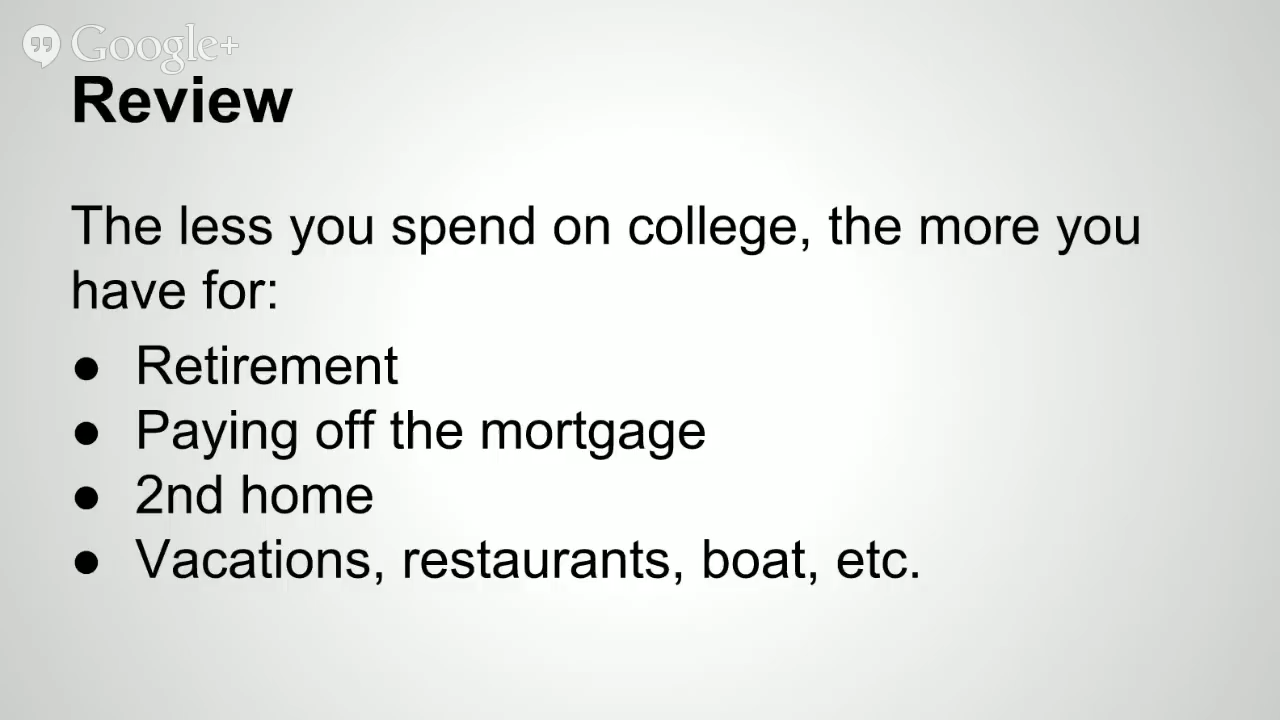 Google+
Review
The less you spend on college, the more you
have for:
● Retirement
● Paying off the mortgage
● 2nd home
● Vacations, restaurants, boat, etc.